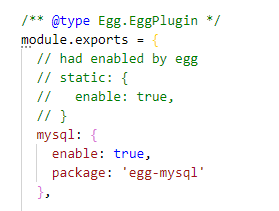 /** @type Egg.EggPlugin */
module.exports = {
  // had enabled by egg
  // static: {
  //   enable: true,
  // }
  mysql: {
    enable: true,
    package: 'egg-mysql'
  },